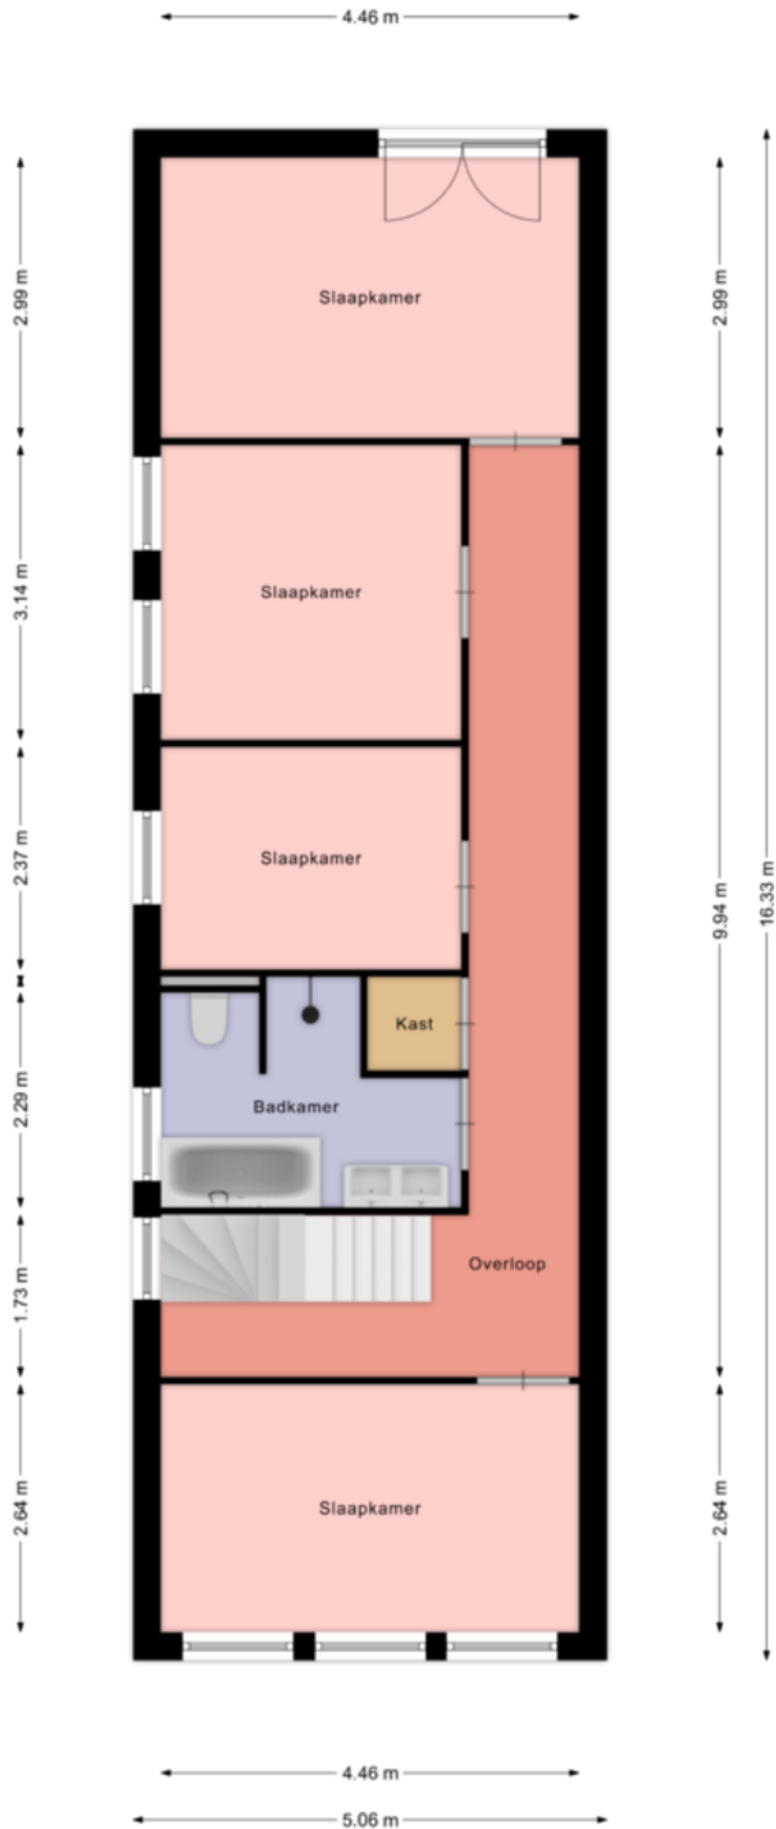 4.46 m
2.99 m
2.99 m
Slaapkamer
3.14 m
Slaapkamer
2.37 m
Slaapkamer
9.94 m
16.33 m
Kast
2.29 m
Badkamer
1.73 m
Overloop
2.64 m
2.64 m
Slaapkamer
4.46 m
5.06 m